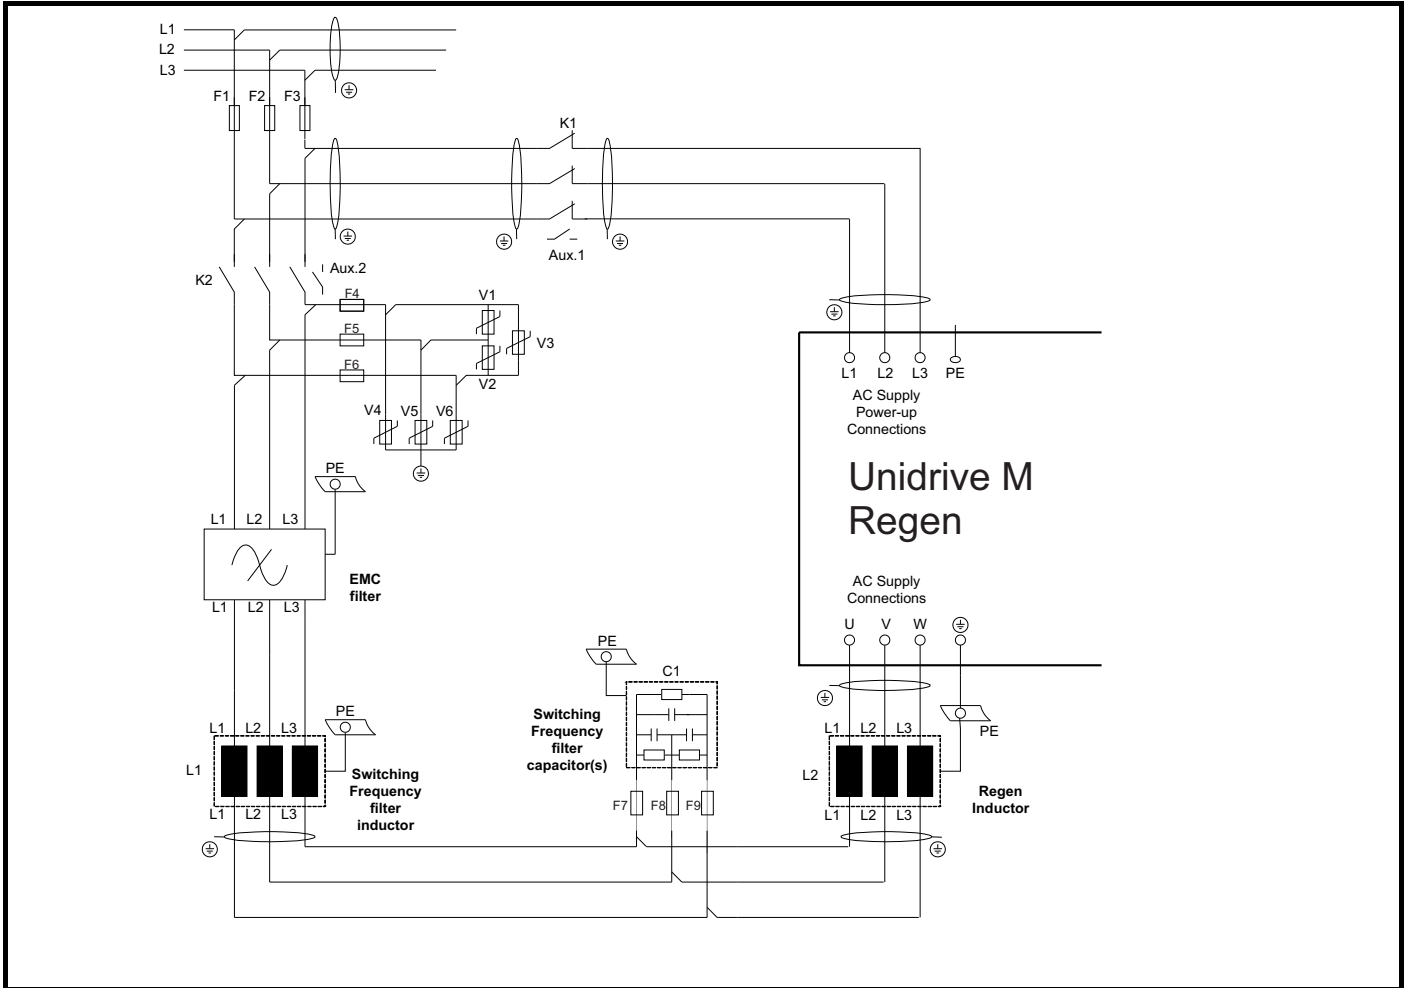 L1
L2
L3
F1 F2 F3
K1
Aux.1
K2
Aux.2
F4
F5
F6
V1
V3
V2
V4 V5 V6
L1 L2 L3 PE
AC Supply
Power-up
Connections
Unidrive M
Regen
PE
L1 L2 L3
EMC
filter
L1 L2 L3
AC Supply
Connections
U V W
PE
C1
Switching
Frequency
filter
capacitor(s)
F7 F8 F9
PE
L1 L2 L3
L1
Switching
Frequency
filter
inductor
L1 L2 L3
PE
L1 L2 L3
L2
Regen
Inductor
L1 L2 L3